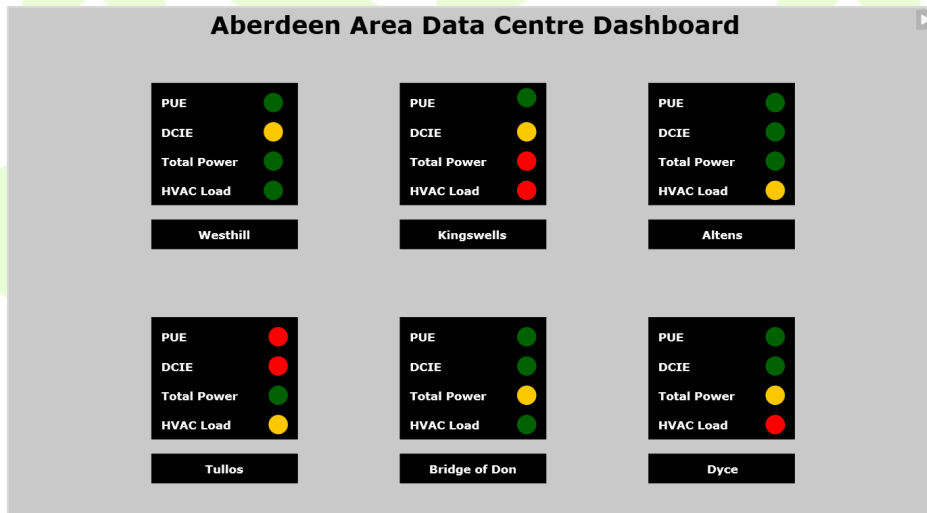 Aberdeen Area Data Centre Dashboard
PUE
DCIE
Total Power
HVAC Load
Westhill
PUE
DCIE
Total Power
HVAC Load
Kingswells
PUE
DCIE
Total Power
HVAC Load
Altens
PUE
DCIE
Total Power
HVAC Load
Tullos
PUE
DCIE
Total Power
HVAC Load
Bridge of Don
PUE
DCIE
Total Power
HVAC Load
Dyce